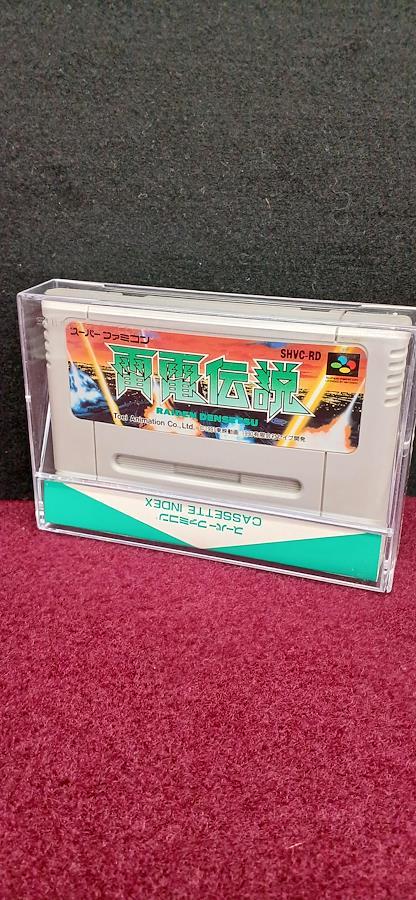 スーパーファミコン
SHVC-RD
雷電伝説
RAIDEN DENSETSU
Toei Animation Co., Ltd.
スーパーファミコン
CASSETTE INDEX